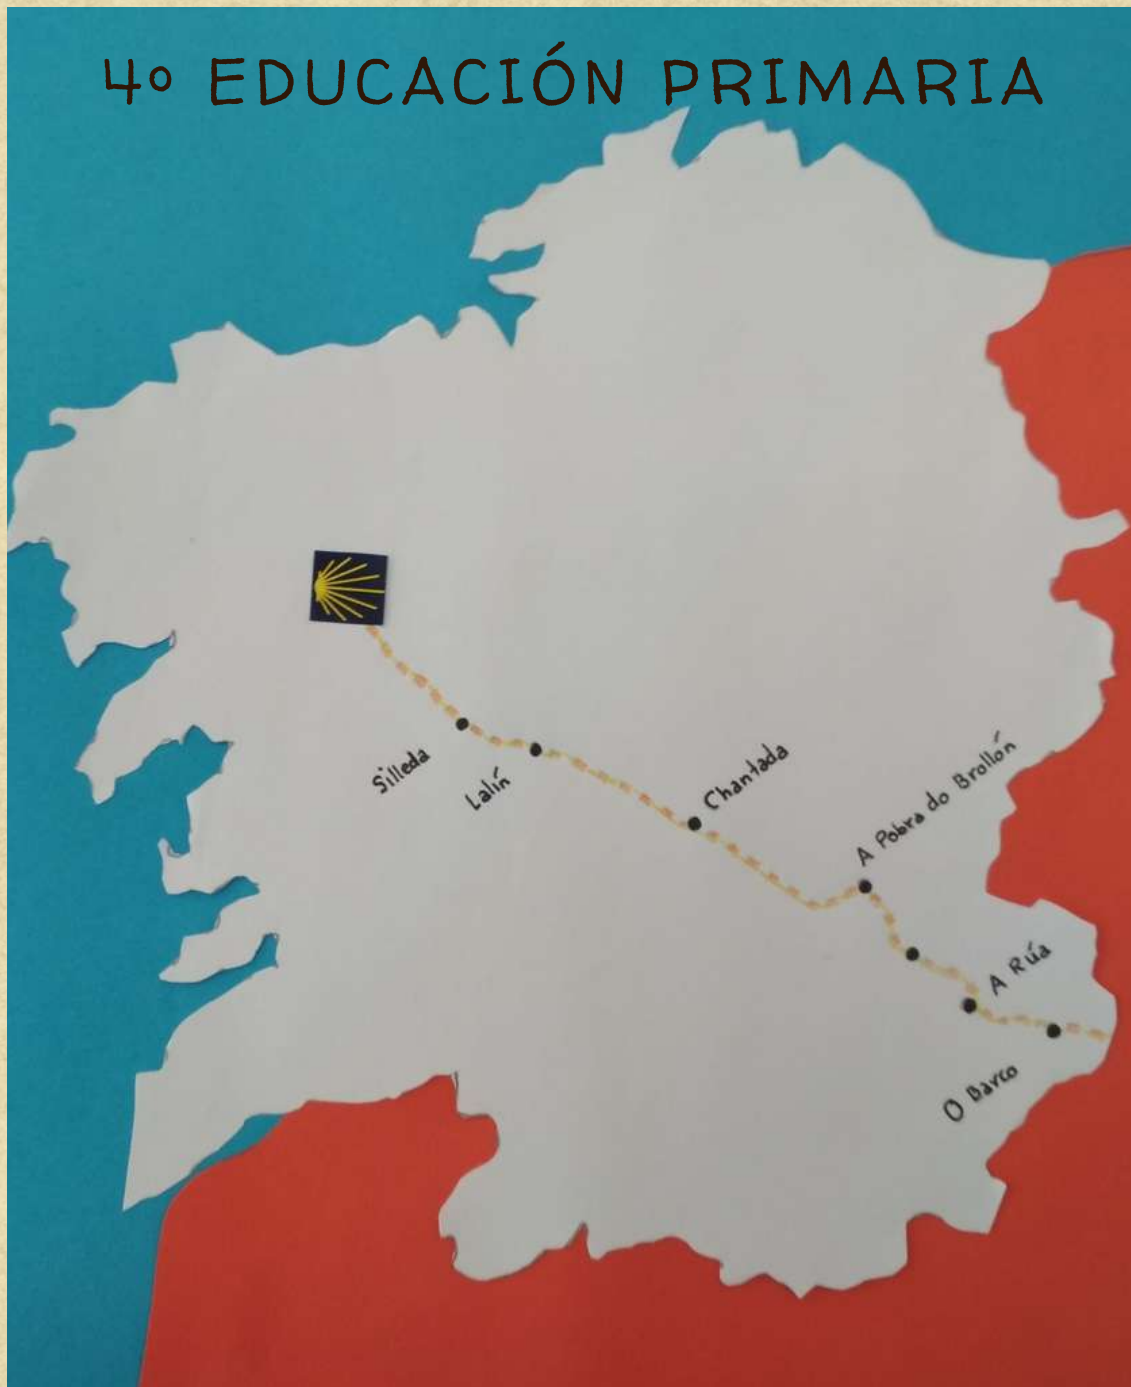 4º EDUCACIÓN PRIMARIA
Silleda
Lalín
Chantada
A Pobra do Brollón
A Rúa
O Barco